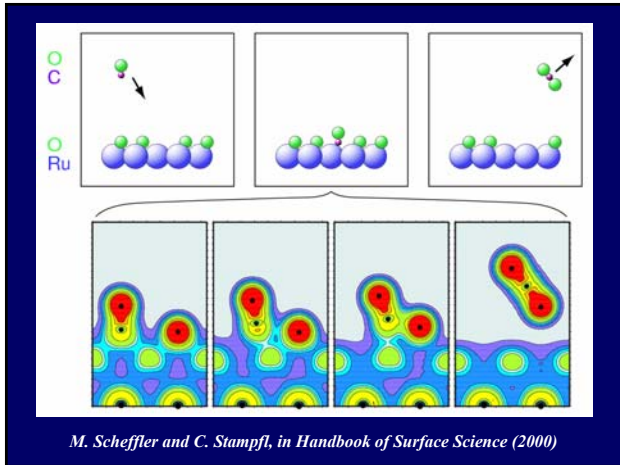 O
C
O
Ru
M. Scheffler and C. Stampfl, in Handbook of Surface Science (2000)